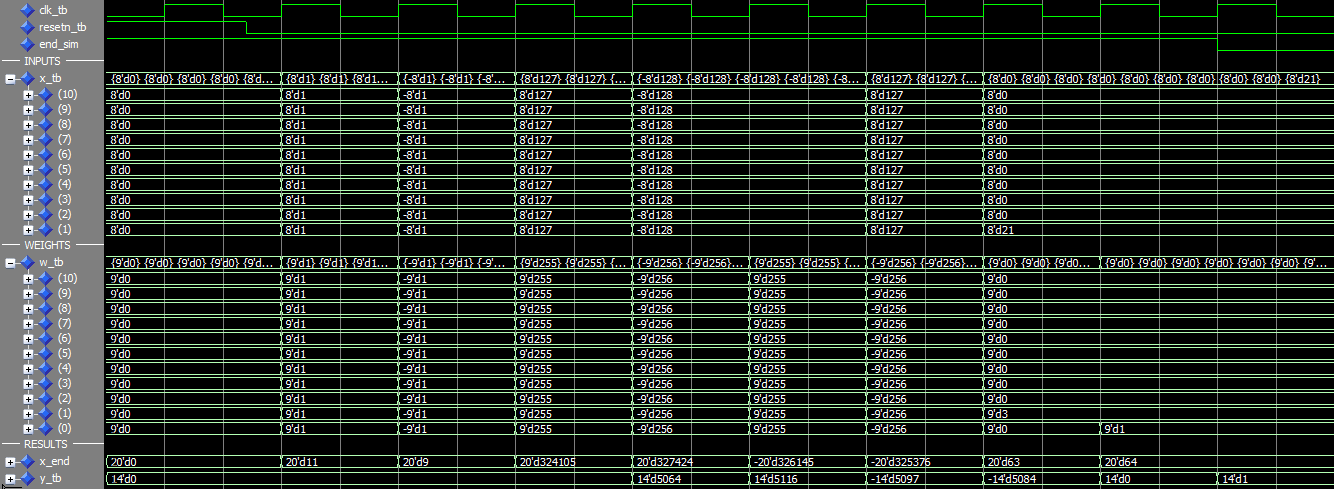 clk_tb
resetn_tb
end_sim
INPUTS
x_tb {8'd0} {8'd0} {8'd0} {8'd0} {8'd... {8'd1} {8'd1} {8'd1... {-8'd1} {-8'd1} {-8'... {8'd127} {8'd127} {... {-8'd128} {-8'd128} {-8'd128} {-8'd128} {-8... {8'd127} {8'd127} {... {8'd0} {8'd0} {8'd0} {8'd0} {8'd0} {8'd0} {8'd0} {8'd0} {8'd0} {8'd21}
(10) 8'd0 8'd1 -8'd1 8'd127 -8'd128 8'd127 8'd0
(9) 8'd0 8'd1 -8'd1 8'd127 -8'd128 8'd127 8'd0
(8) 8'd0 8'd1 -8'd1 8'd127 -8'd128 8'd127 8'd0
(7) 8'd0 8'd1 -8'd1 8'd127 -8'd128 8'd127 8'd0
(6) 8'd0 8'd1 -8'd1 8'd127 -8'd128 8'd127 8'd0
(5) 8'd0 8'd1 -8'd1 8'd127 -8'd128 8'd127 8'd0
(4) 8'd0 8'd1 -8'd1 8'd127 -8'd128 8'd127 8'd0
(3) 8'd0 8'd1 -8'd1 8'd127 -8'd128 8'd127 8'd0
(2) 8'd0 8'd1 -8'd1 8'd127 -8'd128 8'd127 8'd0
(1) 8'd0 8'd1 -8'd1 8'd127 -8'd128 8'd127 8'd21
WEIGHTS
w_tb {9'd0} {9'd0} {9'd0} {9'd0} {9'd... {9'd1} {9'd1} {9'd1... {-9'd1} {-9'd1} {-9'... {9'd255} {9'd255} {... {-9'd256} {-9'd256}... {9'd255} {9'd255} {... {-9'd256} {-9'd256... {9'd0} {9'd0} {9'd0... {9'd0} {9'd0} {9'd0} {9'd0} {9'd0} {9'd0} {9'...
(10) 9'd0 9'd1 -9'd1 9'd255 -9'd256 9'd255 -9'd256 9'd0
(9) 9'd0 9'd1 -9'd1 9'd255 -9'd256 9'd255 -9'd256 9'd0
(8) 9'd0 9'd1 -9'd1 9'd255 -9'd256 9'd255 -9'd256 9'd0
(7) 9'd0 9'd1 -9'd1 9'd255 -9'd256 9'd255 -9'd256 9'd0
(6) 9'd0 9'd1 -9'd1 9'd255 -9'd256 9'd255 -9'd256 9'd0
(5) 9'd0 9'd1 -9'd1 9'd255 -9'd256 9'd255 -9'd256 9'd0
(4) 9'd0 9'd1 -9'd1 9'd255 -9'd256 9'd255 -9'd256 9'd0
(3) 9'd0 9'd1 -9'd1 9'd255 -9'd256 9'd255 -9'd256 9'd0
(2) 9'd0 9'd1 -9'd1 9'd255 -9'd256 9'd255 -9'd256 9'd0
(1) 9'd0 9'd1 -9'd1 9'd255 -9'd256 9'd255 -9'd256 9'd3
(0) 9'd0 9'd1 -9'd1 9'd255 -9'd256 9'd255 -9'd256 9'd0 9'd1
RESULTS
x_end 20'd0 20'd11 20'd9 20'd324105 20'd327424 -20'd326145 -20'd325376 20'd63 20'd64
y_tb 14'd0 14'd5064 14'd5116 -14'd5097 -14'd5084 14'd0 14'd1